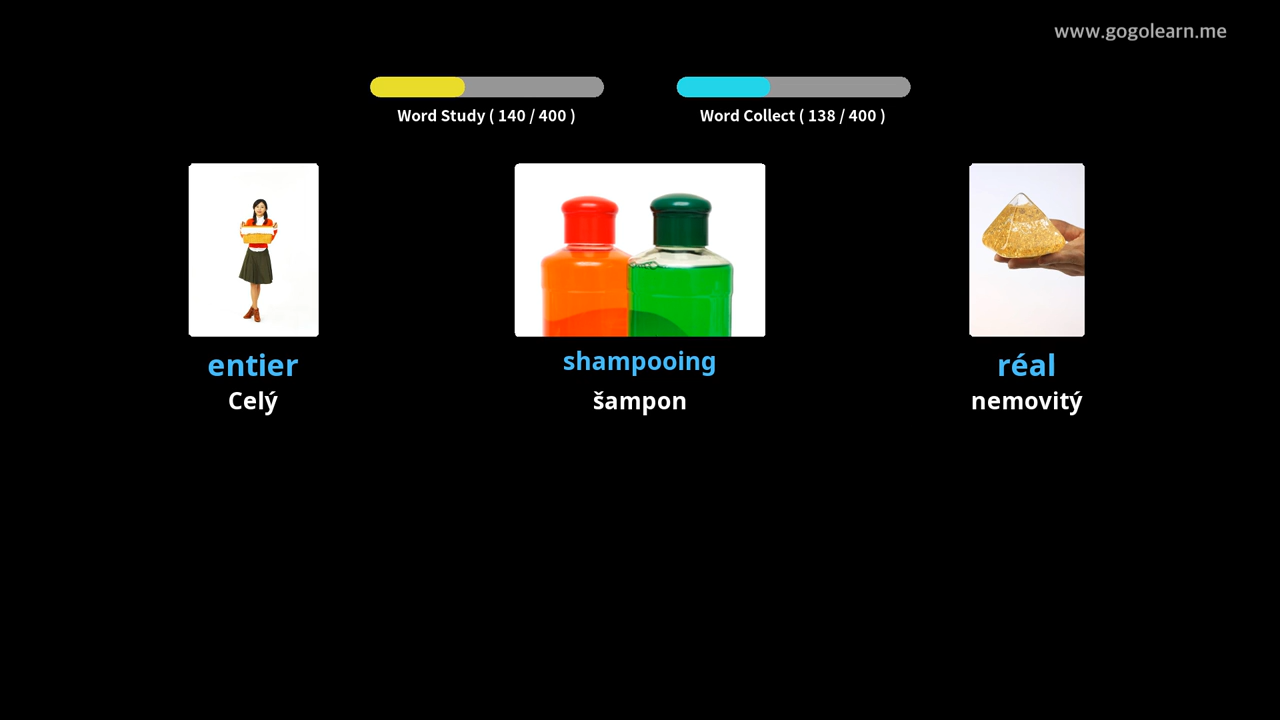 www.gogolearn.me
Word Study ( 140 / 400 )
Word Collect ( 138 / 400 )
entier
shampooing
réal
Celý
šampon
nemovitý